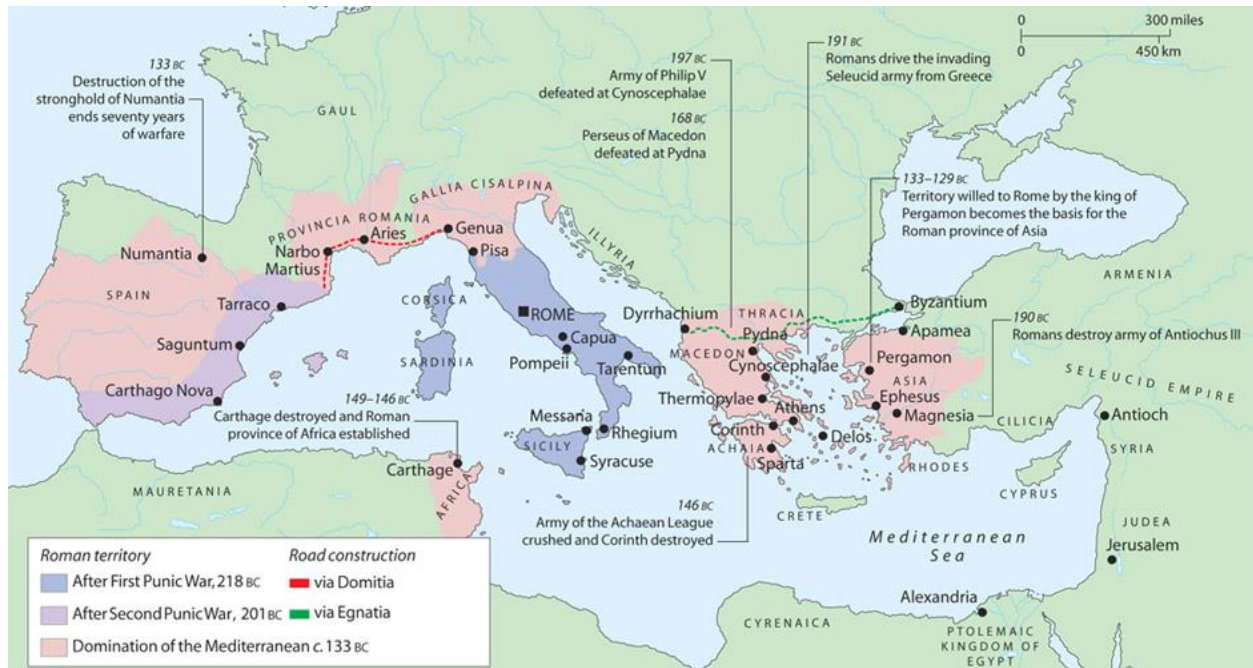 0 300 miles
0 450 km
133 BC
Destruction of the
stronghold of Numantia
ends seventy years
of warfare
197 BC
Army of Philip V
defeated at Cynoscephalae
168 BC
Perseus of Macedon
defeated at Pydna
191 BC
Romans drive the invading
Seleucid army from Greece
133–129 BC
Territory willed to Rome by the king of
Pergamon becomes the basis for the
Roman province of Asia
GAUL
GALLIA CISALPINA
PROVINCIA ROMANIA
Aries
Genua
Narbo
Martius
Pisa
ILLYRIA
Numantia
SPAIN
Tarraco
Saguntum
Carthago Nova
CORSICA
SARDINIA
ROME
Capua
Pompeii
Tarentum
Dyrrhachium
THRACIA
Pydna
MACEDON
Cynoscephalae
Thermopylae
Athens
Corinth
ACHAIA
Sparta
Delos
Byzantium
Apamea
Pergamon
ASIA
Ephesus
Magnesia
ARMENIA
190 BC
Romans destroy army of Antiochus III
SELEUCID EMPIRE
CILICIA
Antioch
SYRIA
RHODES
CYPRUS
CRETE
149–146 BC
Carthage destroyed and Roman
province of Africa established
Messana
Rhegium
SICILY
Syracuse
Carthage
AFRICA
MAURETANIA
146 BC
Army of the Achaean League
crushed and Corinth destroyed
Mediterranean
Sea
JUDEA
Jerusalem
Alexandria
CYRENAICA
PTOLEMAIC
KINGDOM OF
EGYPT
Roman territory
After First Punic War, 218 BC
After Second Punic War, 201 BC
Domination of the Mediterranean c. 133 BC
Road construction
via Domitia
via Egnatia